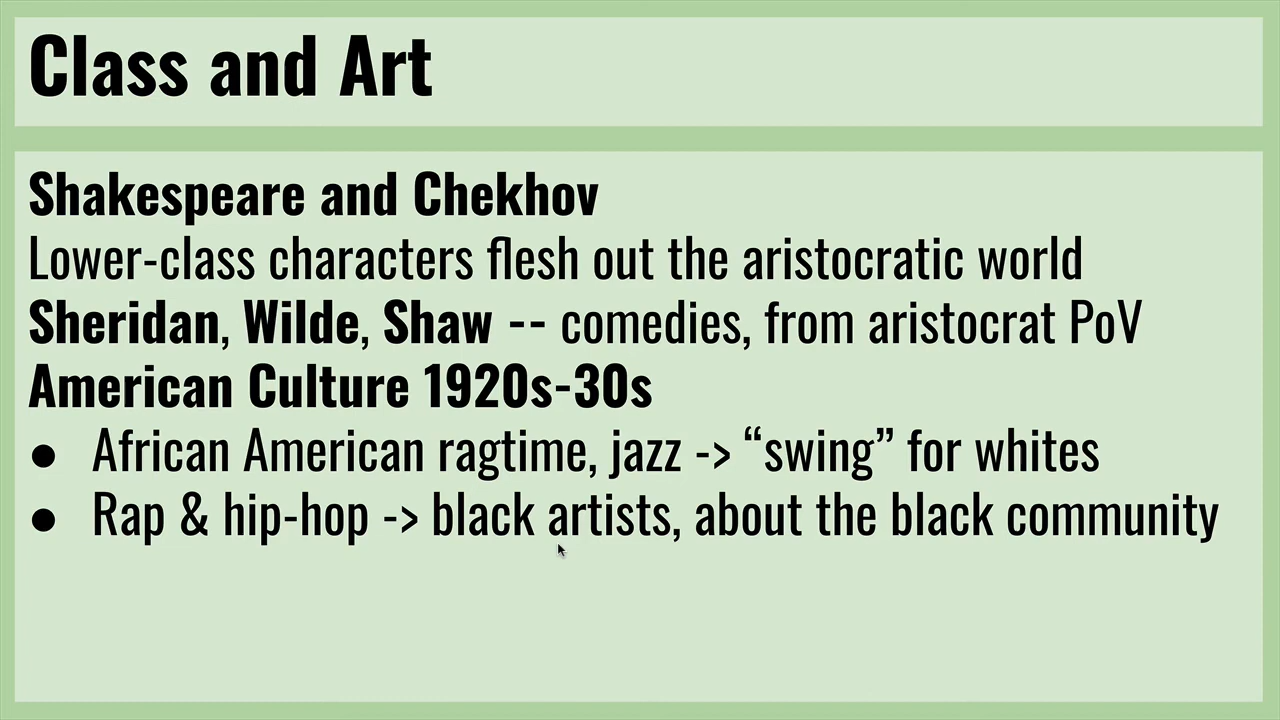 Class and Art
Shakespeare and Chekhov
Lower-class characters flesh out the aristocratic world
Sheridan, Wilde, Shaw -- comedies, from aristocrat PoV
American Culture 1920s-30s
● African American ragtime, jazz -> “swing” for whites
● Rap & hip-hop -> black artists, about the black community